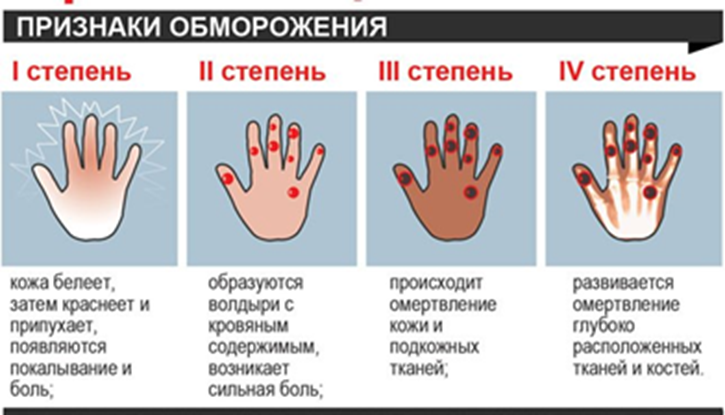 ПРИЗНАКИ ОБМОРОЖЕНИЯ
I степень
II степень
III степень
IV степень
кожа белеет,
затем краснеет и
припухает,
появляются
покалывание и
боль;
образуются
волдыри с
кровяным
содержимым,
возникает
сильная боль;
происходит
омертвление
кожи и
подкожных
тканей;
развивается
омертвление
глубоко
расположенных
тканей и костей.